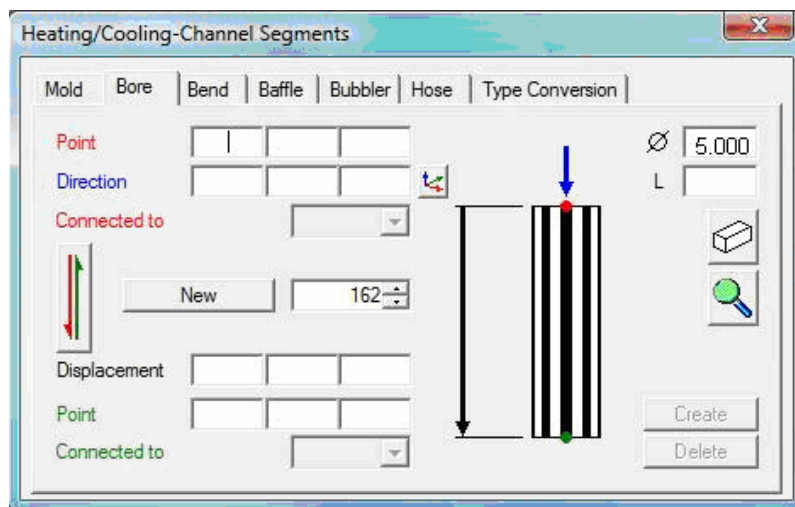 Heating/Cooling-Channel Segments
Mold Bore Bend Baffle Bubbler Hose Type Conversion
Point Ø 5.000
Direction L
Connected to
New 162
Displacement
Point Create
Connected to Delete